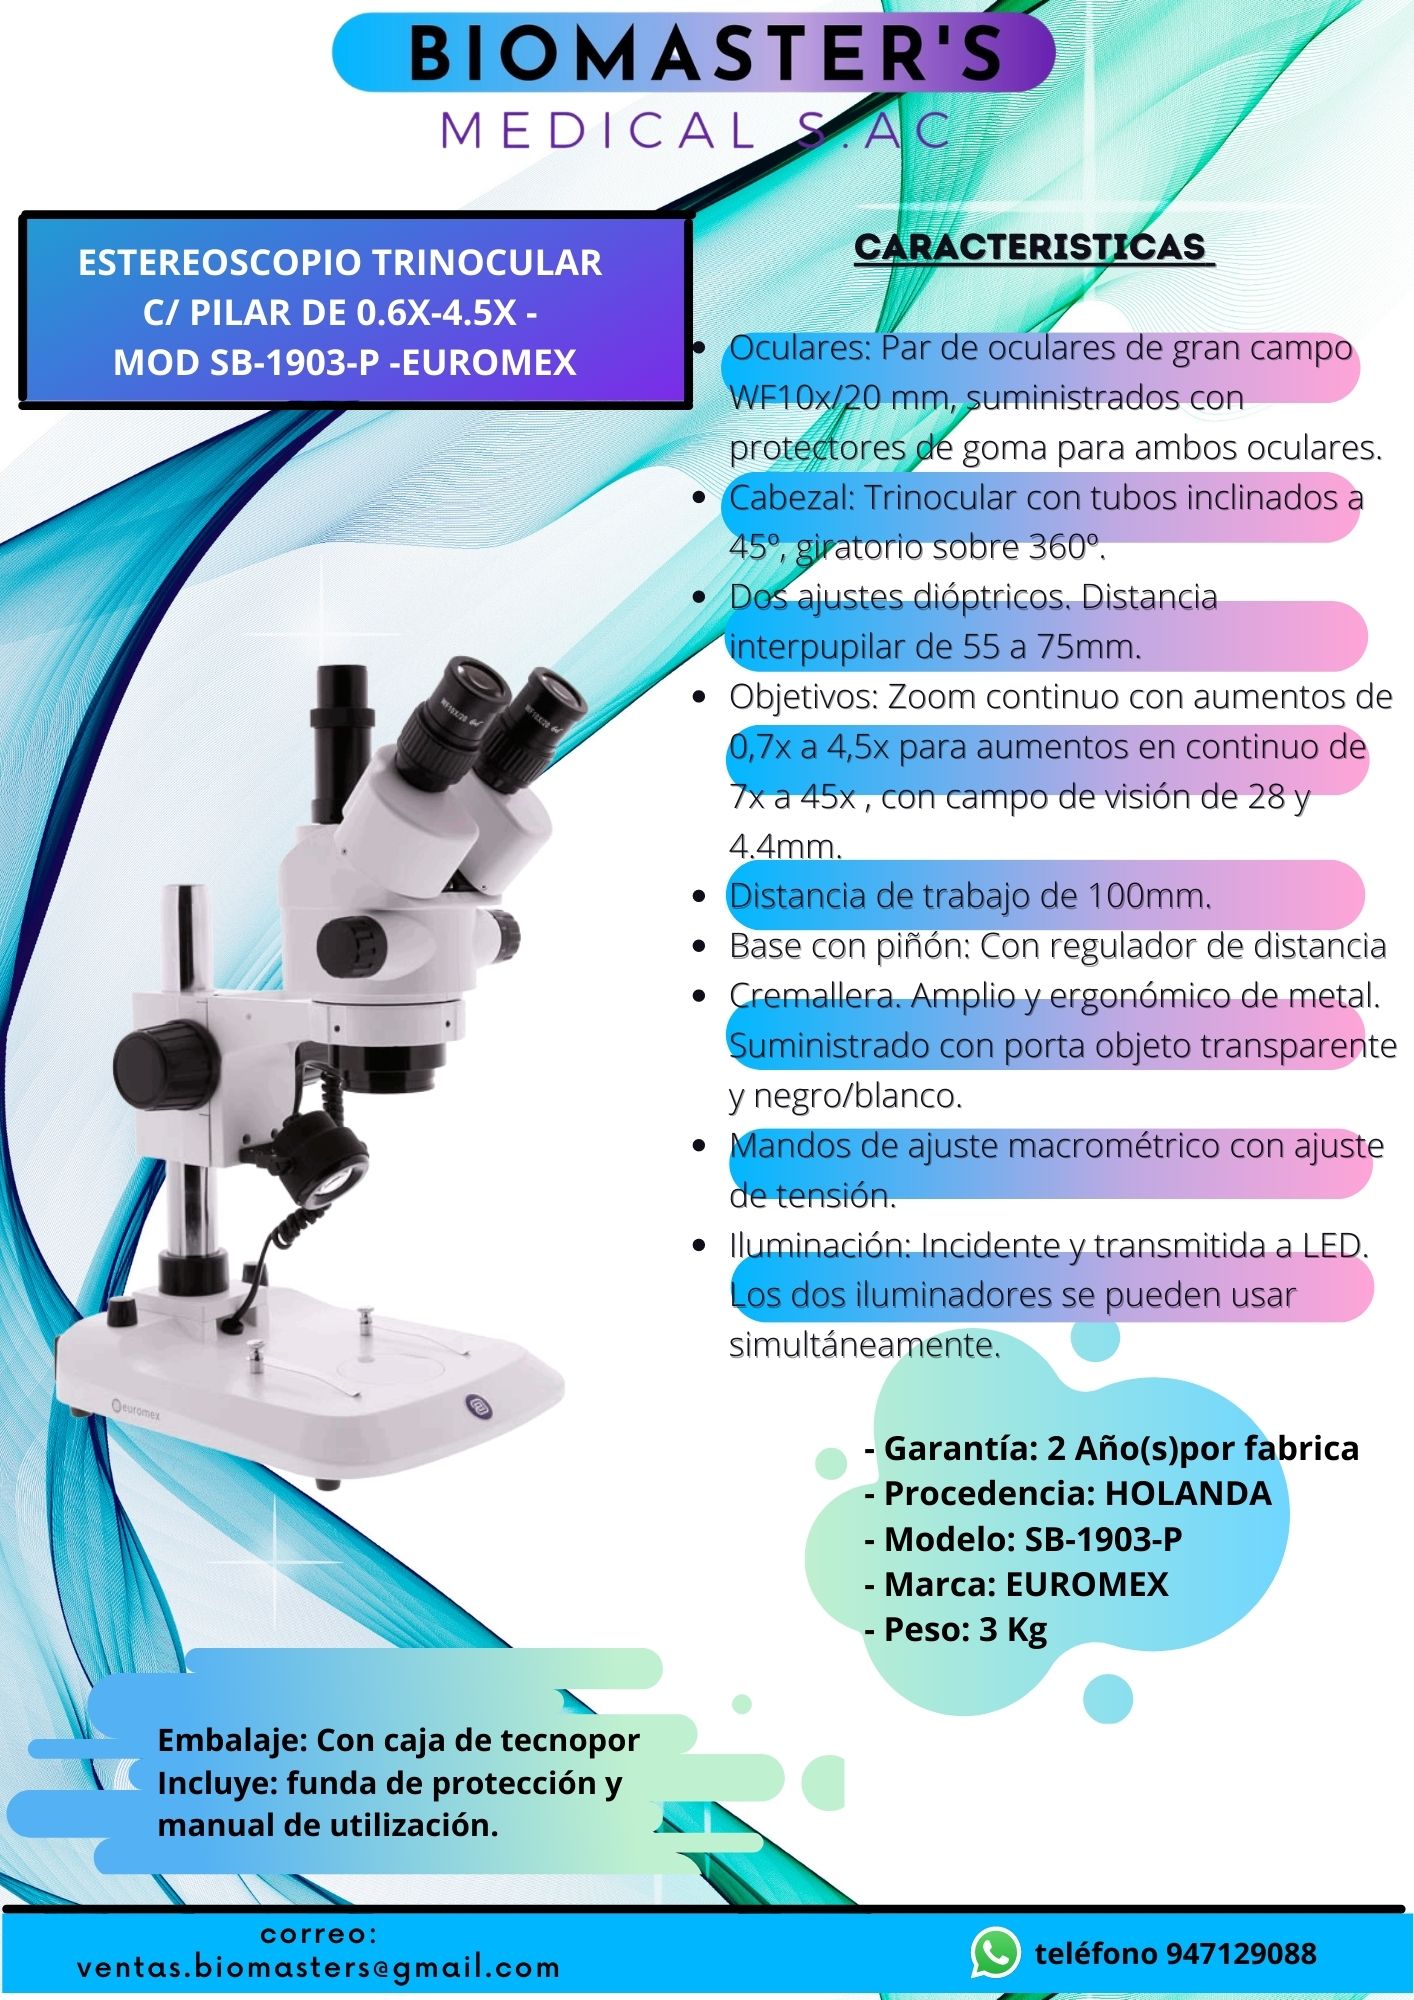 BIOMASTER'S
MEDICAL S.AC
ESTEREOSCOPIO TRINOCULAR
C/ PILAR DE 0.6X-4.5X -
MOD SB-1903-P -EUROMEX
CARACTERISTICAS
• Oculares: Par de oculares de gran campo
WF10x/20 mm, suministrados con
protectores de goma para ambos oculares.
• Cabezal: Trinocular con tubos inclinados a
45º, giratorio sobre 360º.
• Dos ajustes dióptricos. Distancia
interpupilar de 55 a 75mm.
• Objetivos: Zoom continuo con aumentos de
0,7x a 4,5x para aumentos en continuo de
7x a 45x , con campo de visión de 28 y
4.4mm.
• Distancia de trabajo de 100mm.
• Base con piñón: Con regulador de distancia
• Cremallera. Amplio y ergonómico de metal.
Suministrado con porta objeto transparente
y negro/blanco.
• Mandos de ajuste macrométrico con ajuste
de tensión.
• Iluminación: Incidente y transmitida a LED.
Los dos iluminadores se pueden usar
simultáneamente.
WF10X/20
WF10X/20
euromex
- Garantía: 2 Año(s)por fabrica
- Procedencia: HOLANDA
- Modelo: SB-1903-P
- Marca: EUROMEX
- Peso: 3 Kg
Embalaje: Con caja de tecnopor
Incluye: funda de protección y
manual de utilización.
correo:
ventas.biomasters@gmail.com
teléfono 947129088